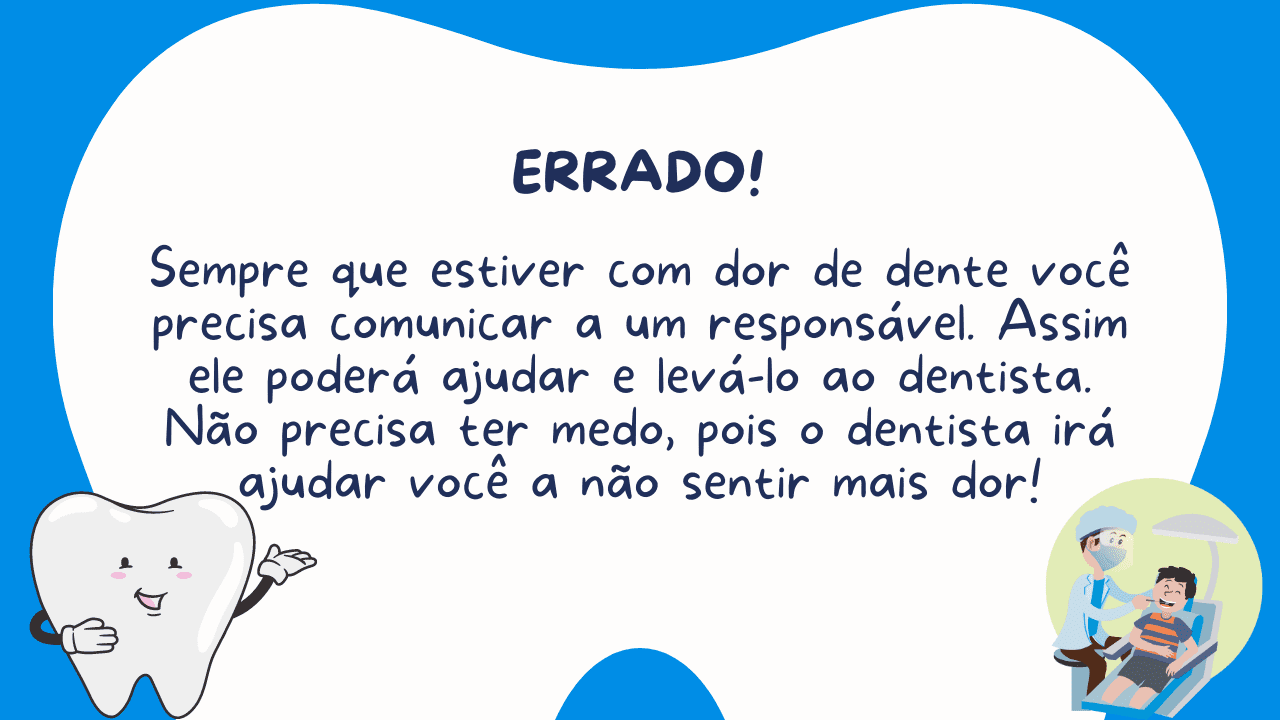 ERRADO!
Sempre que estiver com dor de dente você
precisa comunicar a um responsável. Assim
ele poderá ajudar e levá-lo ao dentista.
Não precisa ter medo, pois o dentista irá
ajudar você a não sentir mais dor!